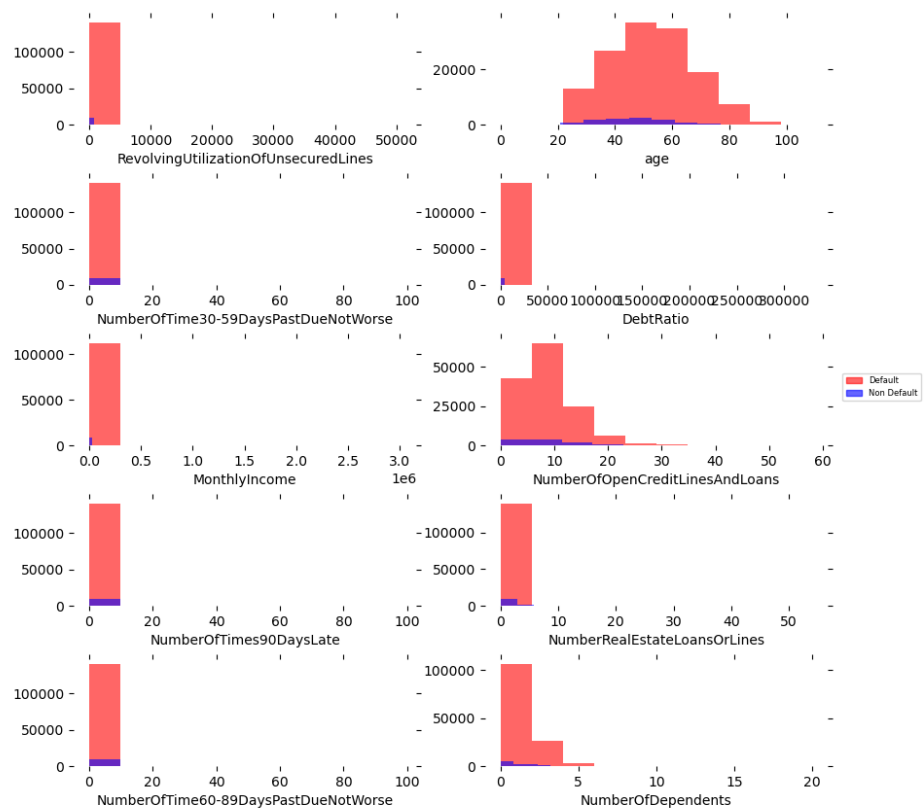 100000
50000
0
0 10000 20000 30000 40000 50000
RevolvingUtilizationOfUnsecuredLines
20000
0
0 20 40 60 80 100
age
100000
50000
0
0 20 40 60 80 100
NumberOfTime30-59DaysPastDueNotWorse
100000
50000
0
0 50000 100000 150000 200000 250000 300000
DebtRatio
100000
50000
0
0.0 0.5 1.0 1.5 2.0 2.5 3.0
1e6
MonthlyIncome
50000
25000
0
0 10 20 30 40 50 60
NumberOfOpenCreditLinesAndLoans
Default
Non Default
100000
50000
0
0 20 40 60 80 100
NumberOfTimes90DaysLate
100000
50000
0
0 10 20 30 40 50
NumberRealEstateLoansOrLines
100000
50000
0
0 20 40 60 80 100
NumberOfTime60-89DaysPastDueNotWorse
100000
50000
0
0 5 10 15 20
NumberOfDependents